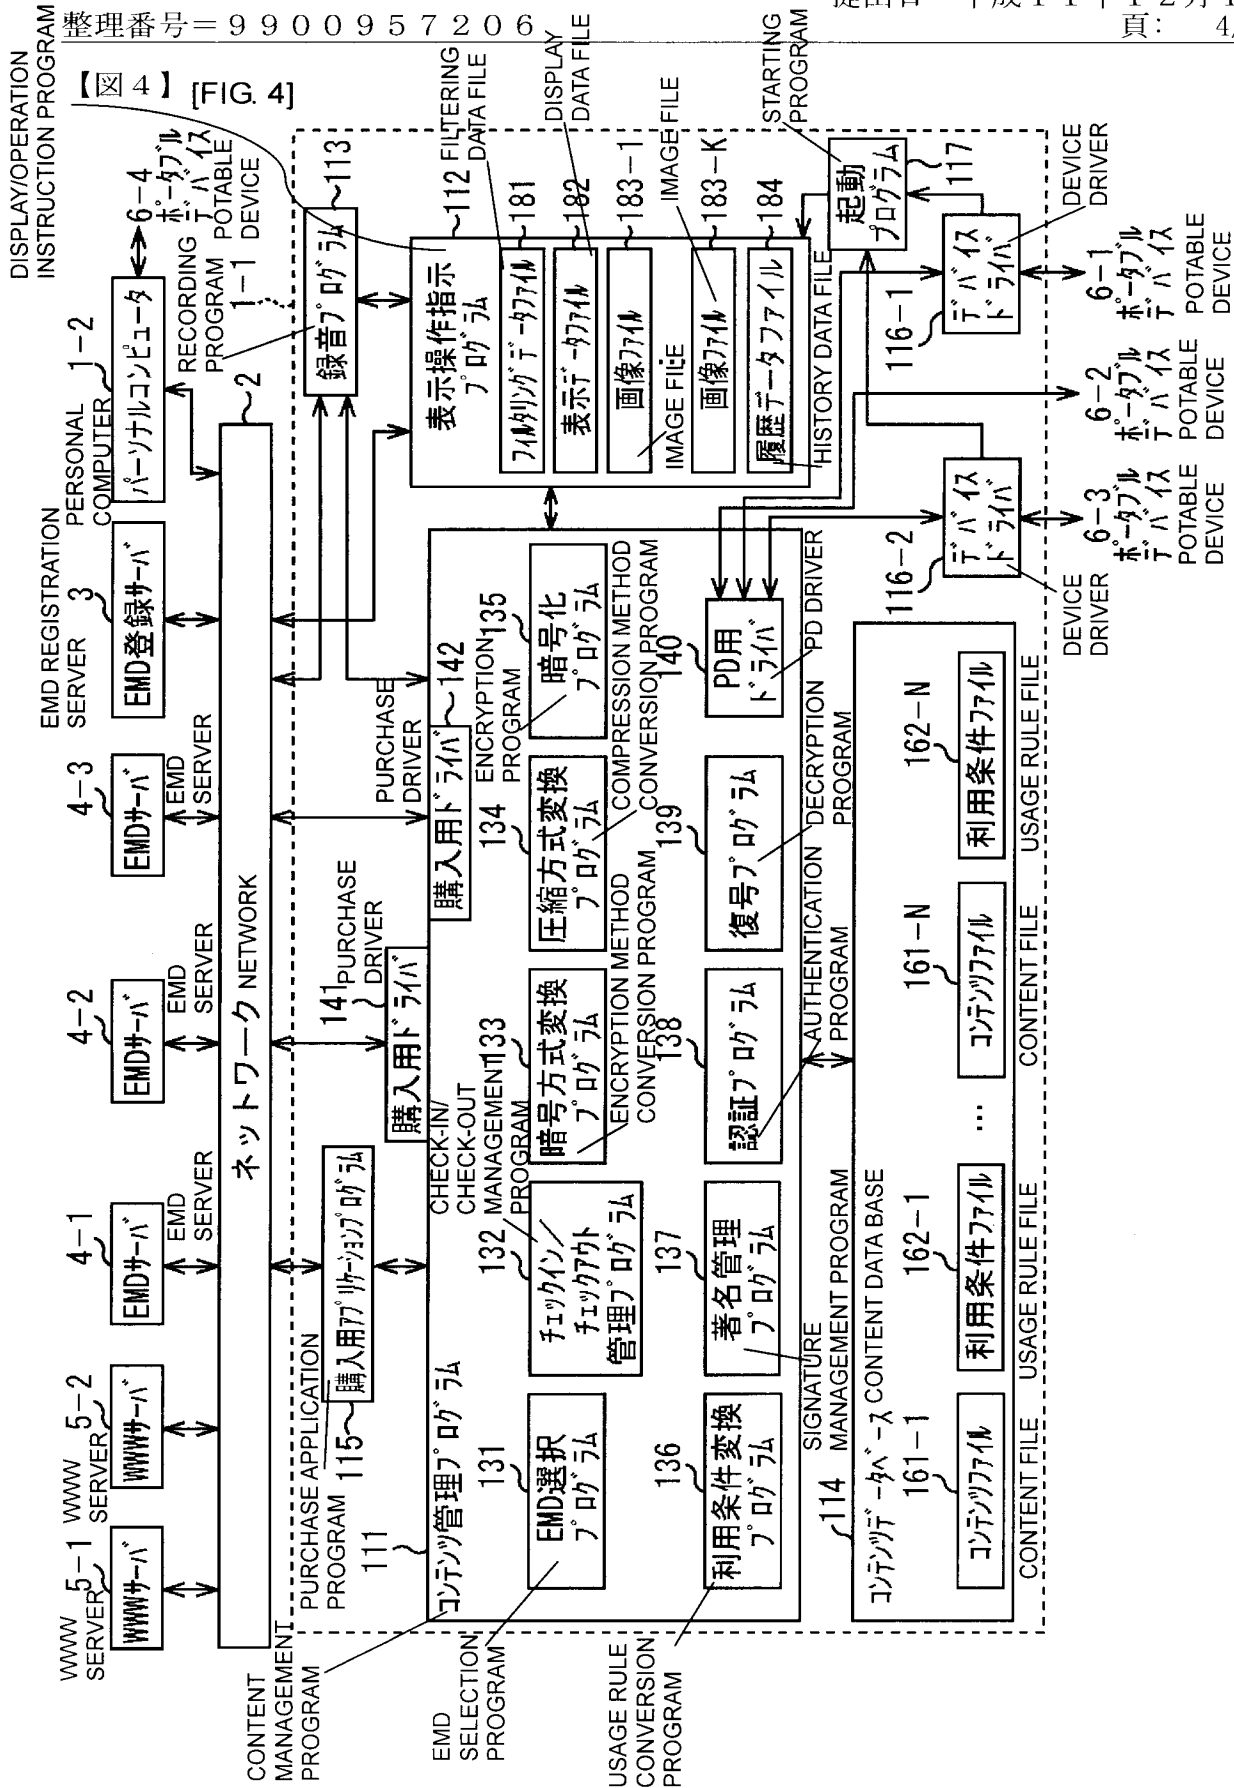 整理番号＝９９００９５７２０６
頁： 4/
【図４】 [FIG. 4]
WWW
SERVER
5-1
WWWサーバ
WWW
SERVER
5-2
WWWサーバ
4-1
EMDサーバ
EMD
SERVER
4-2
EMDサーバ
EMD
SERVER
4-3
EMDサーバ
EMD
SERVER
EMD REGISTRATION
SERVER
3
EMD登録サーバ
PERSONAL
COMPUTER
1-2
パーソナルコンピュータ
6-4
ポータブル
デバイス
POTABLE
DEVICE
DISPLAY/OPERATION
INSTRUCTION PROGRAM
ネットワーク NETWORK
2
1-1
RECORDING
PROGRAM
録音プログラム
113
PURCHASE APPLICATION
PROGRAM
115
購入用アプリケーションプログラム
141
購入用ドライバ
PURCHASE
DRIVER
142
購入用ドライバ
PURCHASE
DRIVER
112
表示操作指示
プログラム
FILTERING
DATA FILE
フィルタリングデータファイル
181
DISPLAY
DATA FILE
表示データファイル
182
画像ファイル
183-1
IMAGE FILE
画像ファイル
183-K
IMAGE FILE
履歴データファイル
184
HISTORY DATA FILE
STARTING
PROGRAM
起動
プログラム
117
CONTENT
MANAGEMENT
PROGRAM
111
コンテンツ管理プログラム
131
EMD選択
プログラム
EMD
SELECTION
PROGRAM
132
チェックイン/
チェックアウト
管理プログラム
CHECK-IN/
CHECK-OUT
MANAGEMENT
PROGRAM
133
暗号方式変換
プログラム
ENCRYPTION METHOD
CONVERSION PROGRAM
134
圧縮方式変換
プログラム
COMPRESSION METHOD
CONVERSION PROGRAM
135
暗号化
プログラム
ENCRYPTION
PROGRAM
136
利用条件変換
プログラム
USAGE RULE
CONVERSION
PROGRAM
137
著名管理
プログラム
SIGNATURE
MANAGEMENT PROGRAM
138
認証プログラム
AUTHENTICATION
PROGRAM
139
復号プログラム
DECRYPTION
PROGRAM
140
PD用
ドライバ
PD DRIVER
116-1
デバイス
ドライバ
DEVICE
DRIVER
116-2
デバイス
ドライバ
DEVICE
DRIVER
6-1
ポータブル
デバイス
POTABLE
DEVICE
6-2
ポータブル
デバイス
POTABLE
DEVICE
6-3
ポータブル
デバイス
POTABLE
DEVICE
114
コンテンツデータベース CONTENT DATA BASE
161-1
コンテンツファイル
CONTENT FILE
162-1
利用条件ファイル
USAGE RULE FILE
…
161-N
コンテンツファイル
CONTENT FILE
162-N
利用条件ファイル
USAGE RULE FILE